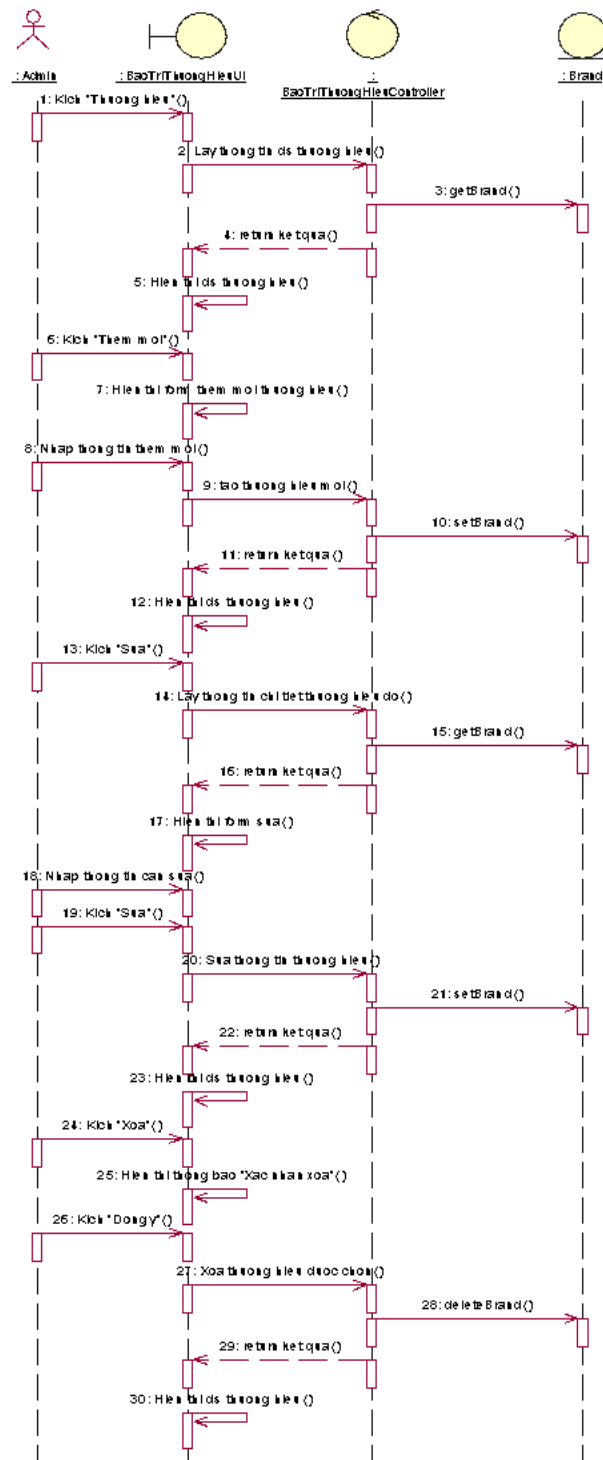 : Admin
: BaoTriThuongHieuUI
:
BaoTriThuongHieuController
: Brand
1: Kich "Thuong hieu"()
2: Lay thong tin ds thuong hieu()
3: getBrand()
4: return ket qua()
5: Hien thi ds thuong hieu()
6: Kich "Them moi"()
7: Hien thi form them moi thuong hieu()
8: Nhap thong tin them moi()
9: tao thuong hieu moi()
10: setBrand()
11: return ket qua()
12: Hien thi ds thuong hieu()
13: Kich "Sua"()
14: Lay thong tin chi tiet thuong hieu do()
15: getBrand()
16: return ket qua()
17: Hien thi form sua()
18: Nhap thong tin can sua()
19: Kich "Sua"()
20: Sua thong tin thuong hieu()
21: setBrand()
22: return ket qua()
23: Hien thi ds thuong hieu()
24: Kich "Xoa"()
25: Hien thi thong bao "Xac nhan xoa"()
26: Kich "Dong y"()
27: Xoa thuong hieu duoc chon()
28: deleteBrand()
29: return ket qua()
30: Hien thi ds thuong hieu()